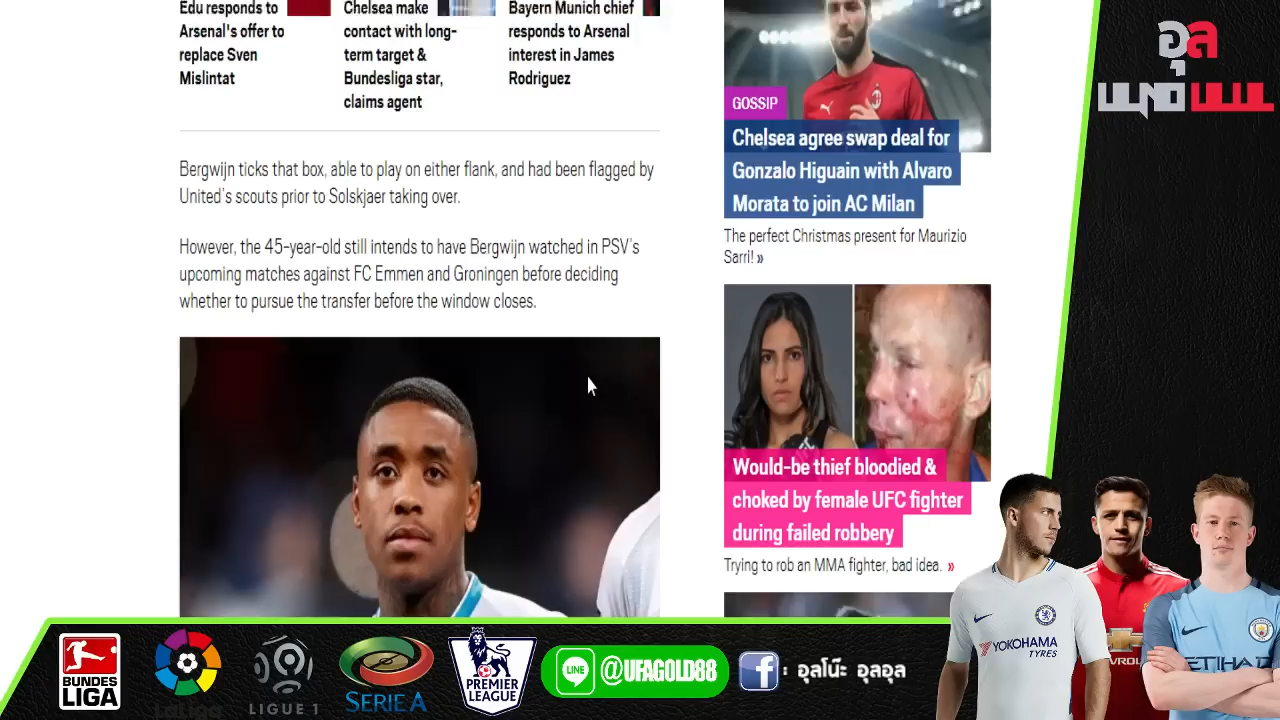 Edu responds to
Arsenal's offer to
replace Sven
Mislintat
Chelsea make
contact with long-
term target &
Bundesliga star,
claims agent
Bayern Munich chief
responds to Arsenal
interest in James
Rodriguez
Bergwijn ticks that box, able to play on either flank, and had been flagged by
United's scouts prior to Solskjaer taking over.
However, the 45-year-old still intends to have Bergwijn watched in PSV's
upcoming matches against FC Emmen and Groningen before deciding
whether to pursue the transfer before the window closes.
GOSSIP
Chelsea agree swap deal for
Gonzalo Higuain with Alvaro
Morata to join AC Milan
The perfect Christmas present for Maurizio
Sarri! »
Would-be thief bloodied &
choked by female UFC fighter
during failed robbery
Trying to rob an MMA fighter, bad idea. »
อุล
YOKOHAMA
TYRES
BUNDES
LIGA
LaLiga
LIGUE 1
SERIE A
PREMIER
LEAGUE
LINE
@UFAGOLD88
f : อุลโน๊ะ อุลอุล